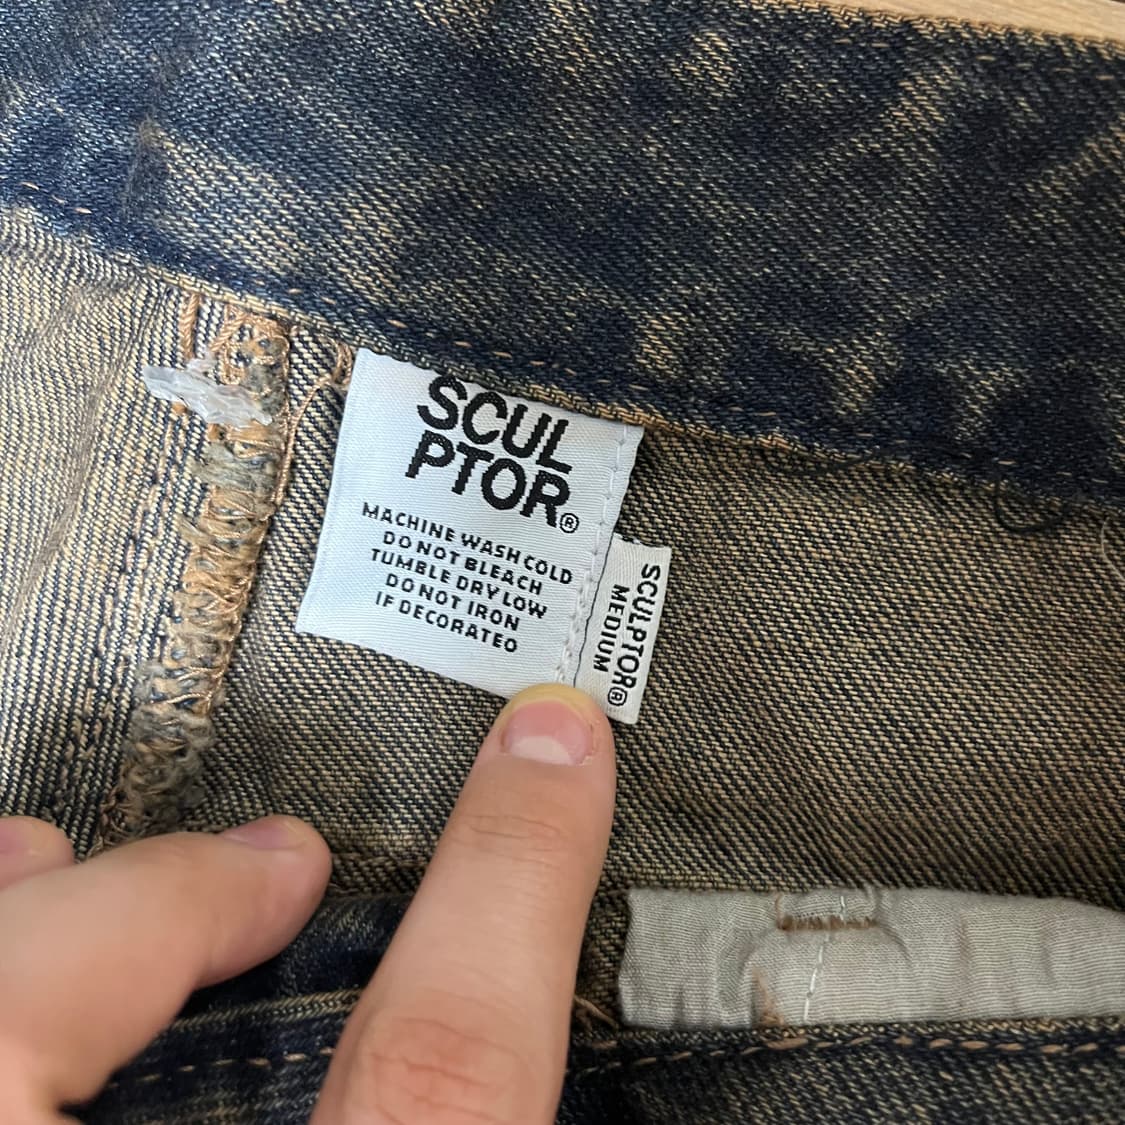 SCUL
PTOR®
MACHINE WASH COLD
DO NOT BLEACH
TUMBLE DRY LOW
DO NOT IRON
IF DECORATED
SCULPTOR®
MEDIUM